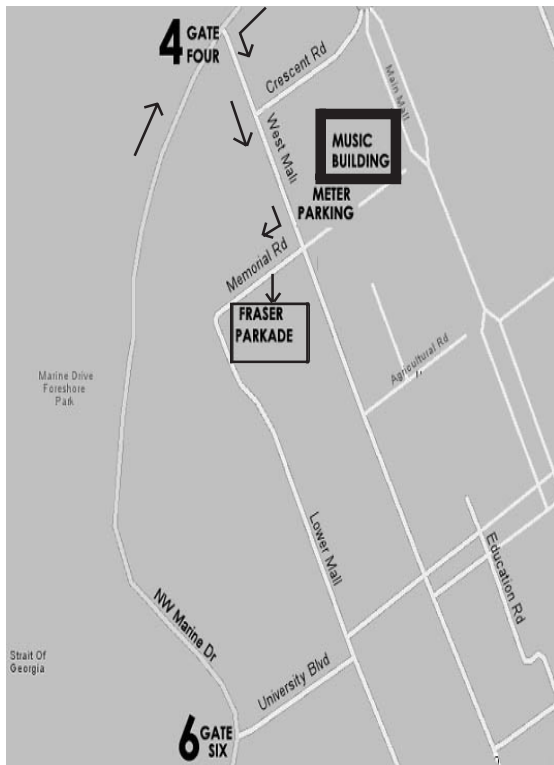 4 GATE
FOUR
Crescent Rd
Main Mall
West Mall
MUSIC
BUILDING
METER
PARKING
Memorial Rd
FRASER
PARKADE
Agricultural Rd
Marine Drive
Foreshore
Park
Lower Mall
Education Rd
NW Marine Dr
Strait Of
Georgia
University Blvd
6 GATE
SIX